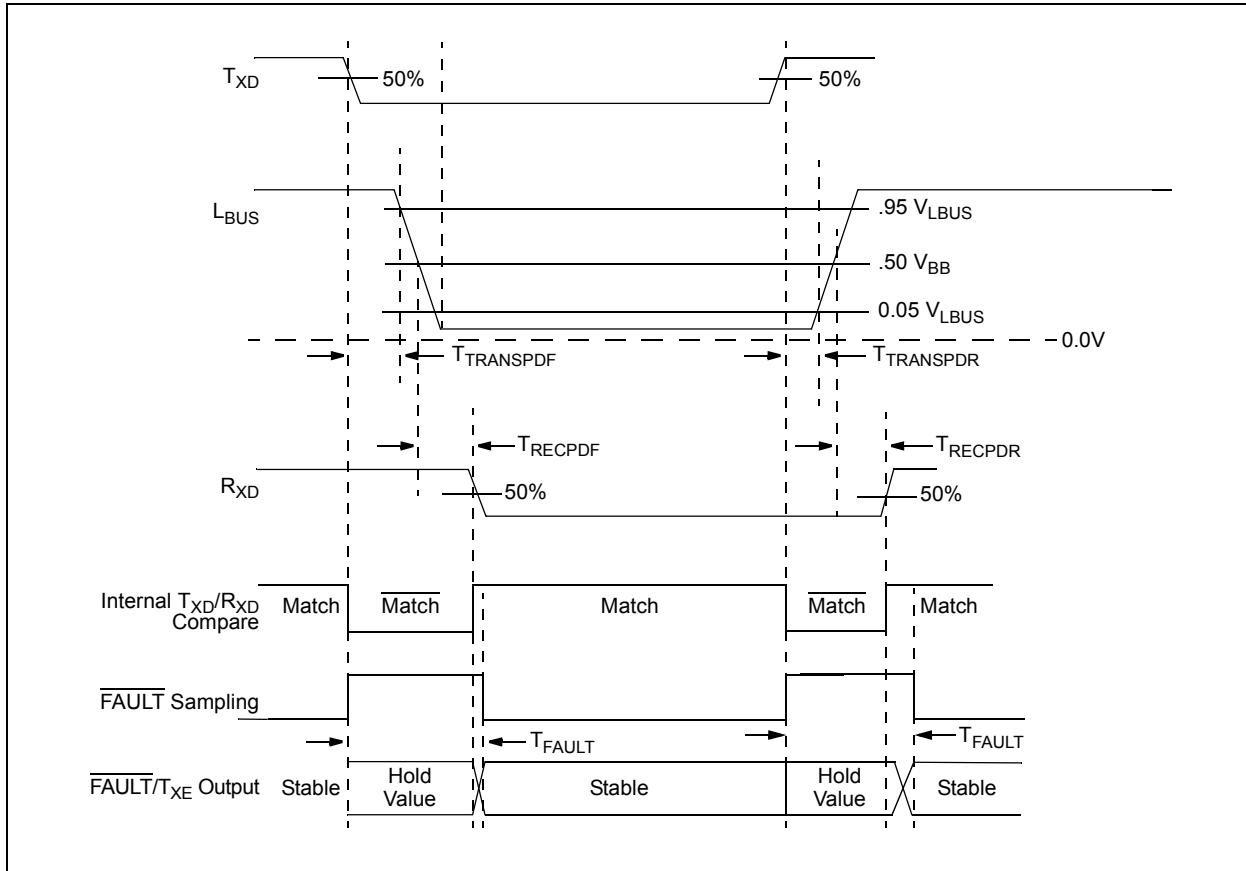 TXD
50%
50%
LBUS
.95 VLBUS
.50 VBB
0.05 VLBUS
0.0V
TTRANSPDF
TTRANSPDR
TRECPDF
TRECPDR
RXD
50%
50%
Internal TXD/RXD
Compare
Match
Match
Match
Match
Match
FAULT Sampling
TFAULT
TFAULT
FAULT/TXE Output
Stable
Hold
Value
Stable
Hold
Value
Stable